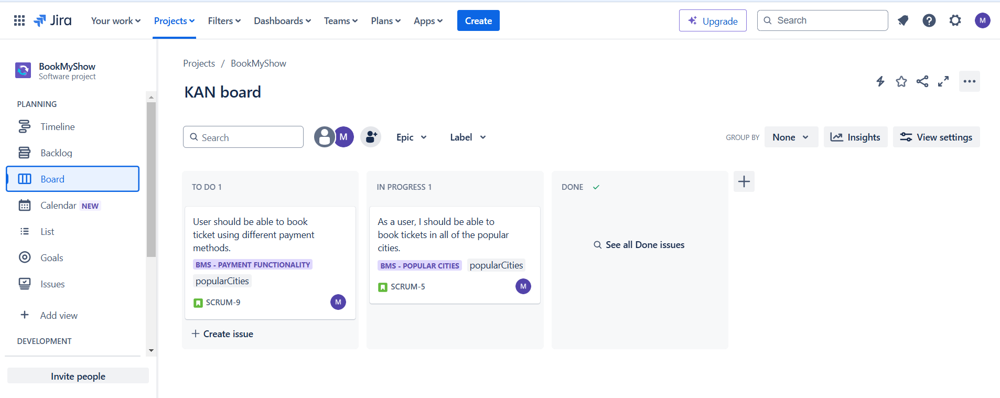 Jira
Your work
Projects
Filters
Dashboards
Teams
Plans
Apps
Create
Upgrade
Search
M
BookMyShow
Software project
PLANNING
Timeline
Backlog
Board
Calendar NEW
List
Goals
Issues
Add view
DEVELOPMENT
Invite people
Projects / BookMyShow
KAN board
Search
M
Epic
Label
GROUP BY
None
Insights
View settings
TO DO 1
User should be able to book
ticket using different payment
methods.
BMS - PAYMENT FUNCTIONALITY
popularCities
SCRUM-9
M
Create issue
IN PROGRESS 1
As a user, I should be able to
book tickets in all of the popular
cities.
BMS - POPULAR CITIES popularCities
SCRUM-5
M
DONE
See all Done issues